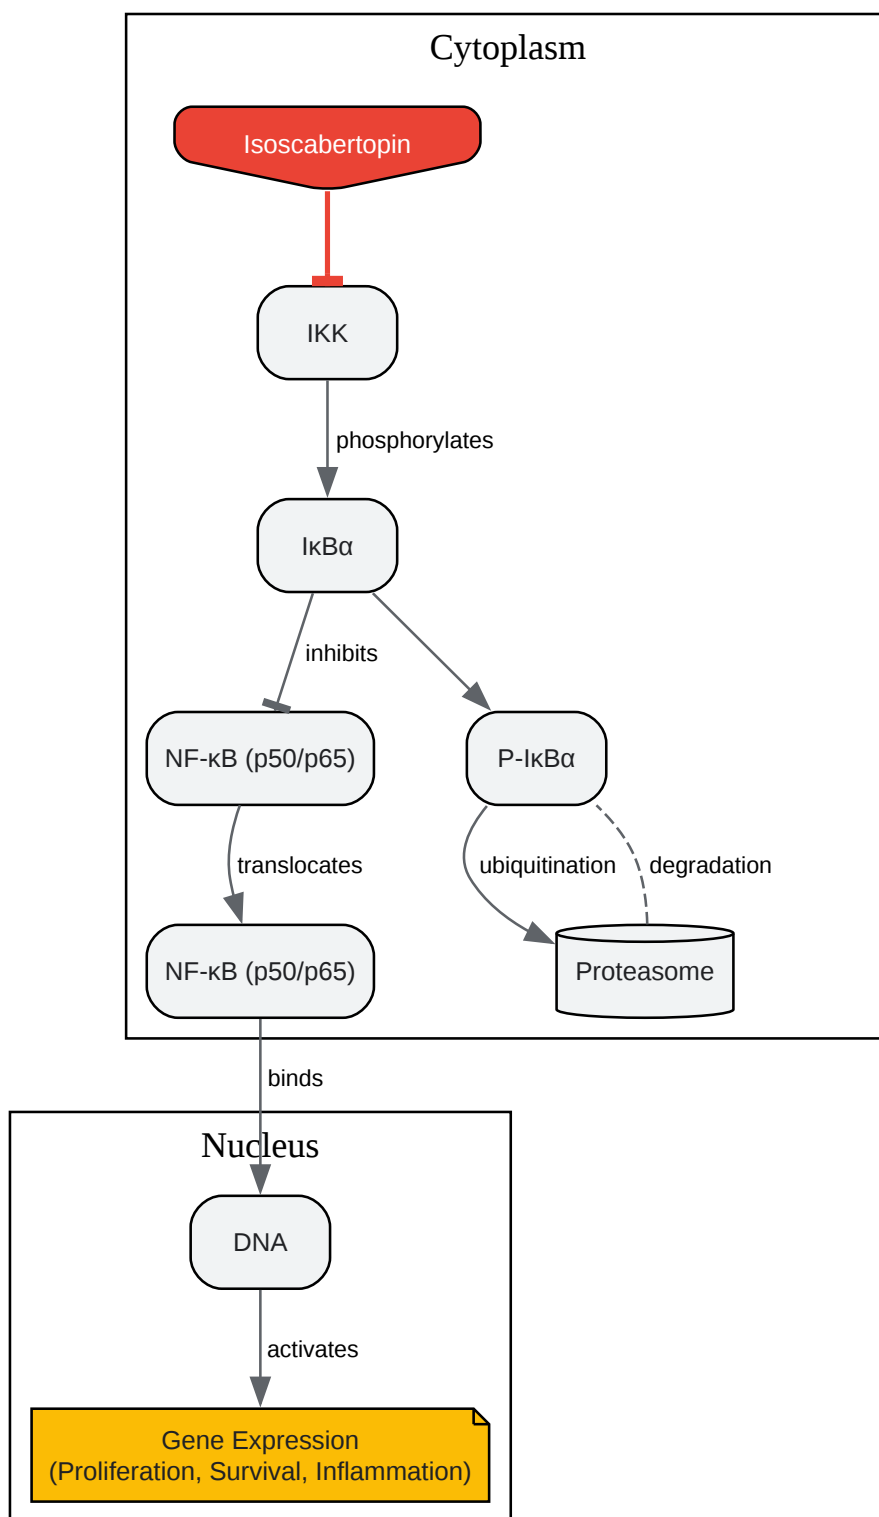 Cytoplasm
Isoscabertopin
IKK
phosphorylates
IκBα
inhibits
NF-κB (p50/p65)
P-IκBα
translocates
ubiquitination
degradation
NF-κB (p50/p65)
Proteasome
binds
Nucleus
DNA
activates
Gene Expression
(Proliferation, Survival, Inflammation)